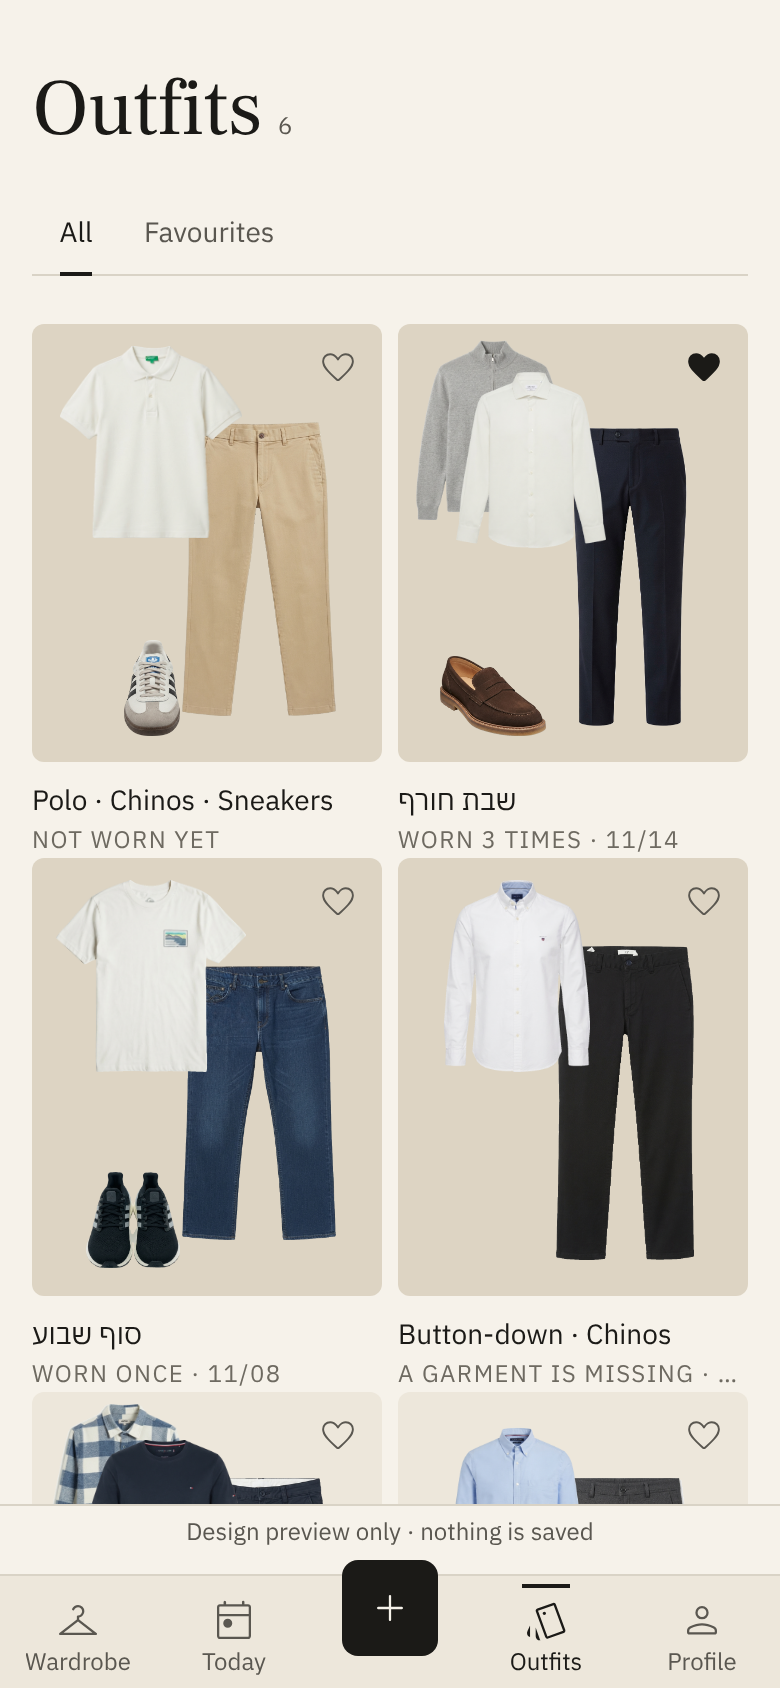 Outfits 6
All Favourites
Polo · Chinos · Sneakers
NOT WORN YET
שבת חורף
WORN 3 TIMES · 11/14
סוף שבוע
WORN ONCE · 11/08
Button-down · Chinos
A GARMENT IS MISSING · ...
Design preview only · nothing is saved
Wardrobe Today Outfits Profile